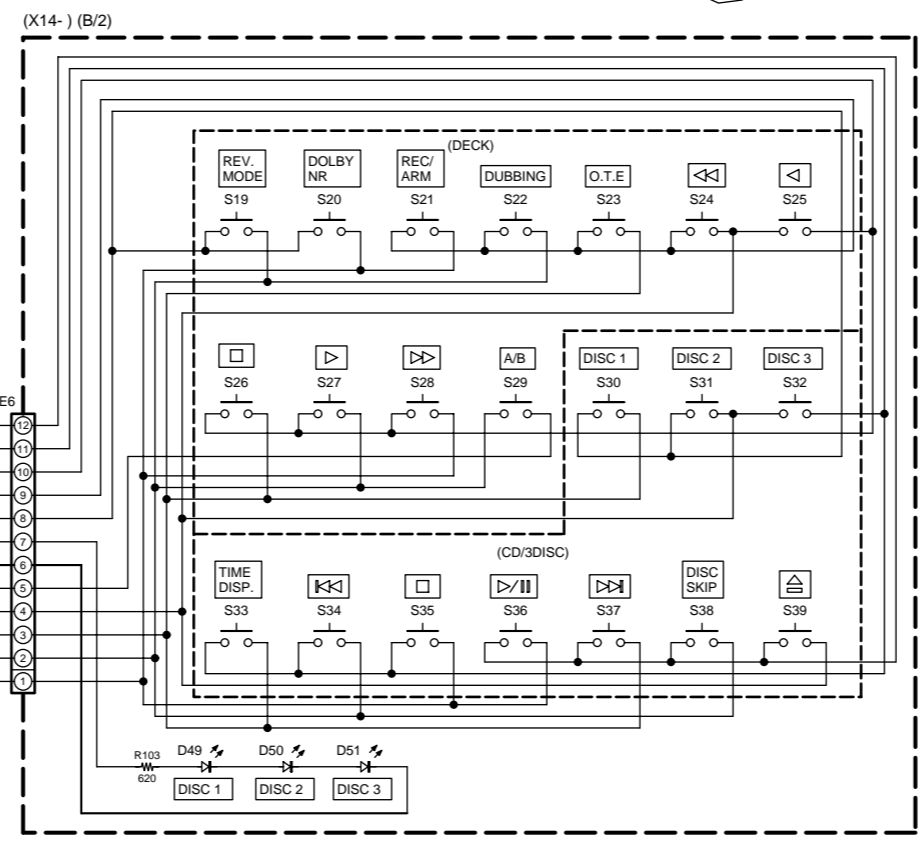 (X14- ) (B/2)
(DECK)
REV.
MODE
DOLBY
NR
REC/
ARM
DUBBING
O.T.E
S19
S20
S21
S22
S23
S24
S25
A/B
DISC 1
DISC 2
DISC 3
S26
S27
S28
S29
S30
S31
S32
E6
12
11
10
9
8
7
6
5
4
3
2
1
(CD/3DISC)
TIME
DISP.
DISC
SKIP
S33
S34
S35
S36
S37
S38
S39
R103
620
D49
D50
D51
DISC 1
DISC 2
DISC 3